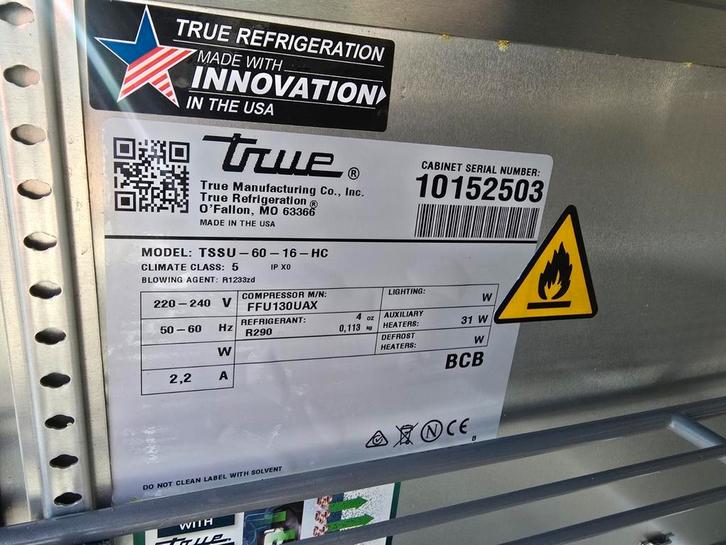 TRUE REFRIGERATION
MADE WITH
INNOVATION
IN THE USA
true®
True Manufacturing Co., Inc.
True Refrigeration®
O'Fallon, MO 63366
MADE IN THE USA
CABINET SERIAL NUMBER:
10152503
MODEL: TSSU-60-16-HC
CLIMATE CLASS: 5 IP X0
BLOWING AGENT: R1233zd
220-240 V
50-60 Hz
W
2,2 A
COMPRESSOR M/N:
FFU130UAX
REFRIGERANT: 4 oz
R290 0,113 kg
LIGHTING: W
AUXILIARY
HEATERS: 31 W
DEFROST
HEATERS: W
BCB
N CE
B
DO NOT CLEAN LABEL WITH SOLVENT
WITH
true